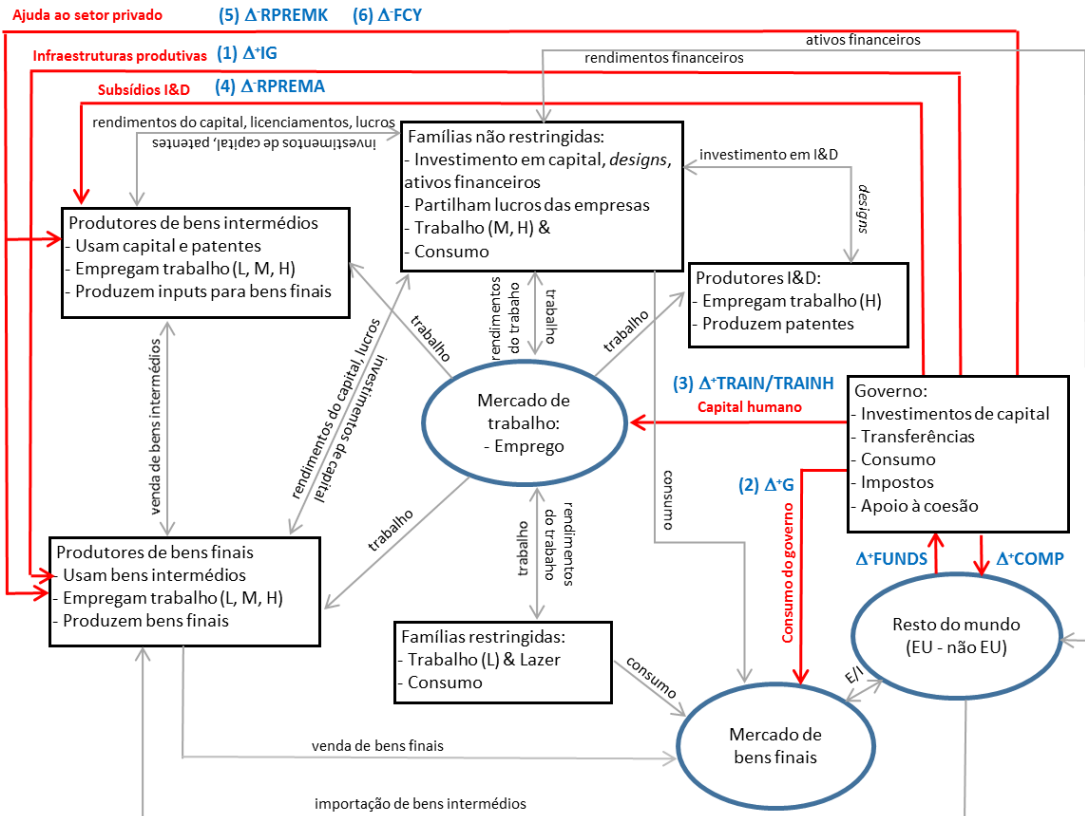 Ajuda ao setor privado (5) Δ⁻RPREMK (6) Δ⁻FCY
ativos financeiros
Infraestruturas produtivas (1) Δ⁺IG
rendimentos financeiros
Subsídios I&D (4) Δ⁻RPREMA
rendimentos do capital, licenciamentos, lucros
investimentos de capital, patentes
Famílias não restringidas:
- Investimento em capital, designs,
ativos financeiros
- Partilham lucros das empresas
- Trabalho (M, H) &
- Consumo
investimento em I&D
designs
Produtores de bens intermédios
- Usam capital e patentes
- Empregam trabalho (L, M, H)
- Produzem inputs para bens finais
Produtores I&D:
- Empregam trabalho (H)
- Produzem patentes
trabalho
rendimentos
do trabaho
trabalho
trabalho
rendimentos do capital, lucros
investimentos de capital
venda de bens intermédios
Mercado de
trabalho:
- Emprego
(3) Δ⁺TRAIN/TRAINH
Capital humano
Governo:
- Investimentos de capital
- Transferências
- Consumo
- Impostos
- Apoio à coesão
(2) Δ⁺G
Consumo do governo
consumo
trabalho
trabalho
rendimentos
do trabaho
Produtores de bens finais
- Usam bens intermédios
- Empregam trabalho (L, M, H)
- Produzem bens finais
Δ⁺FUNDS Δ⁺COMP
Resto do mundo
(EU - não EU)
Famílias restringidas:
- Trabalho (L) & Lazer
- Consumo
consumo
E/I
Mercado de
bens finais
venda de bens finais
importação de bens intermédios